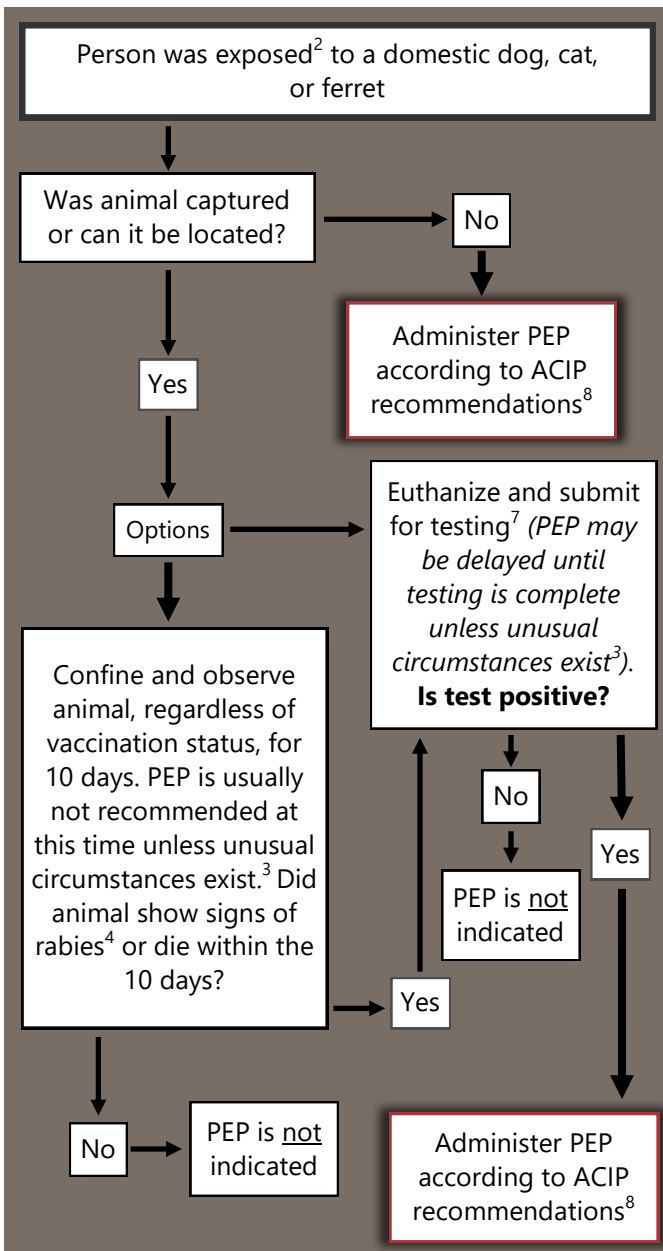 Person was exposed² to a domestic dog, cat,
or ferret
Was animal captured
or can it be located?
No
Administer PEP
according to ACIP
recommendations⁸
Yes
Options
Euthanize and submit
for testing⁷ (PEP may
be delayed until
testing is complete
unless unusual
circumstances exist³).
Is test positive?
Confine and observe
animal, regardless of
vaccination status, for
10 days. PEP is usually
not recommended at
this time unless unusual
circumstances exist.³ Did
animal show signs of
rabies⁴ or die within the
10 days?
No
PEP is not
indicated
Yes
Yes
No
PEP is not
indicated
Administer PEP
according to ACIP
recommendations⁸